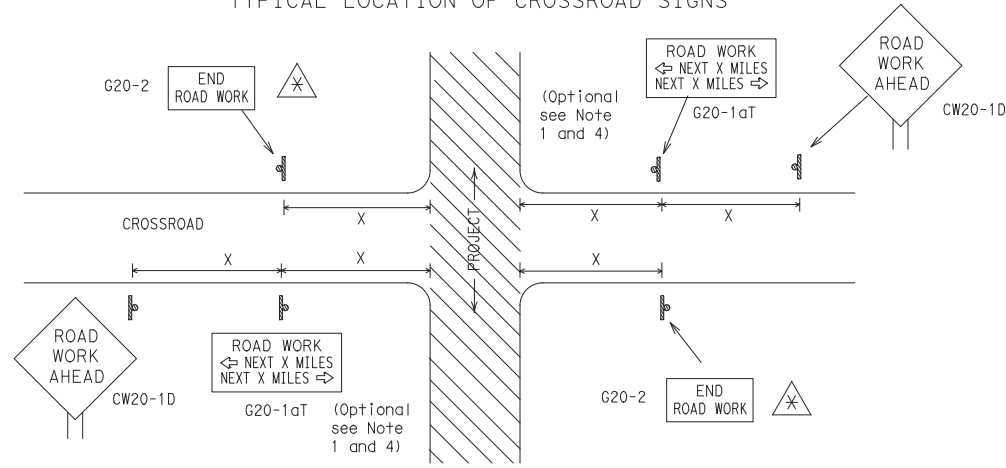 TYPICAL LOCATION OF CROSSROAD SIGNS
G20-2
END
ROAD WORK
(Optional
see Note
1 and 4)
ROAD WORK
NEXT X MILES
NEXT X MILES
G20-1aT
ROAD
WORK
AHEAD
CW20-1D
X
X
X
CROSSROAD
PROJECT
X
X
X
ROAD
WORK
AHEAD
CW20-1D
ROAD WORK
NEXT X MILES
NEXT X MILES
G20-1aT
(Optional
see Note
1 and 4)
G20-2
END
ROAD WORK